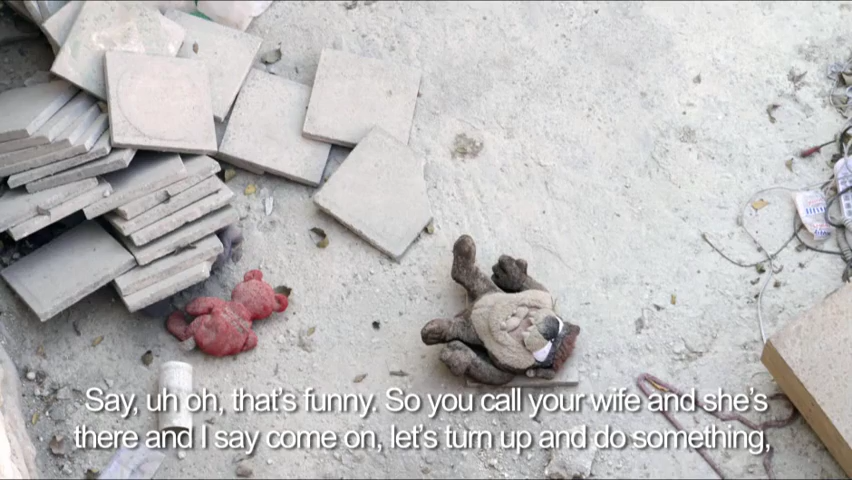 Say, uh oh, that's funny. So you call your wife and she's
there and I say come on, let's turn up and do something,